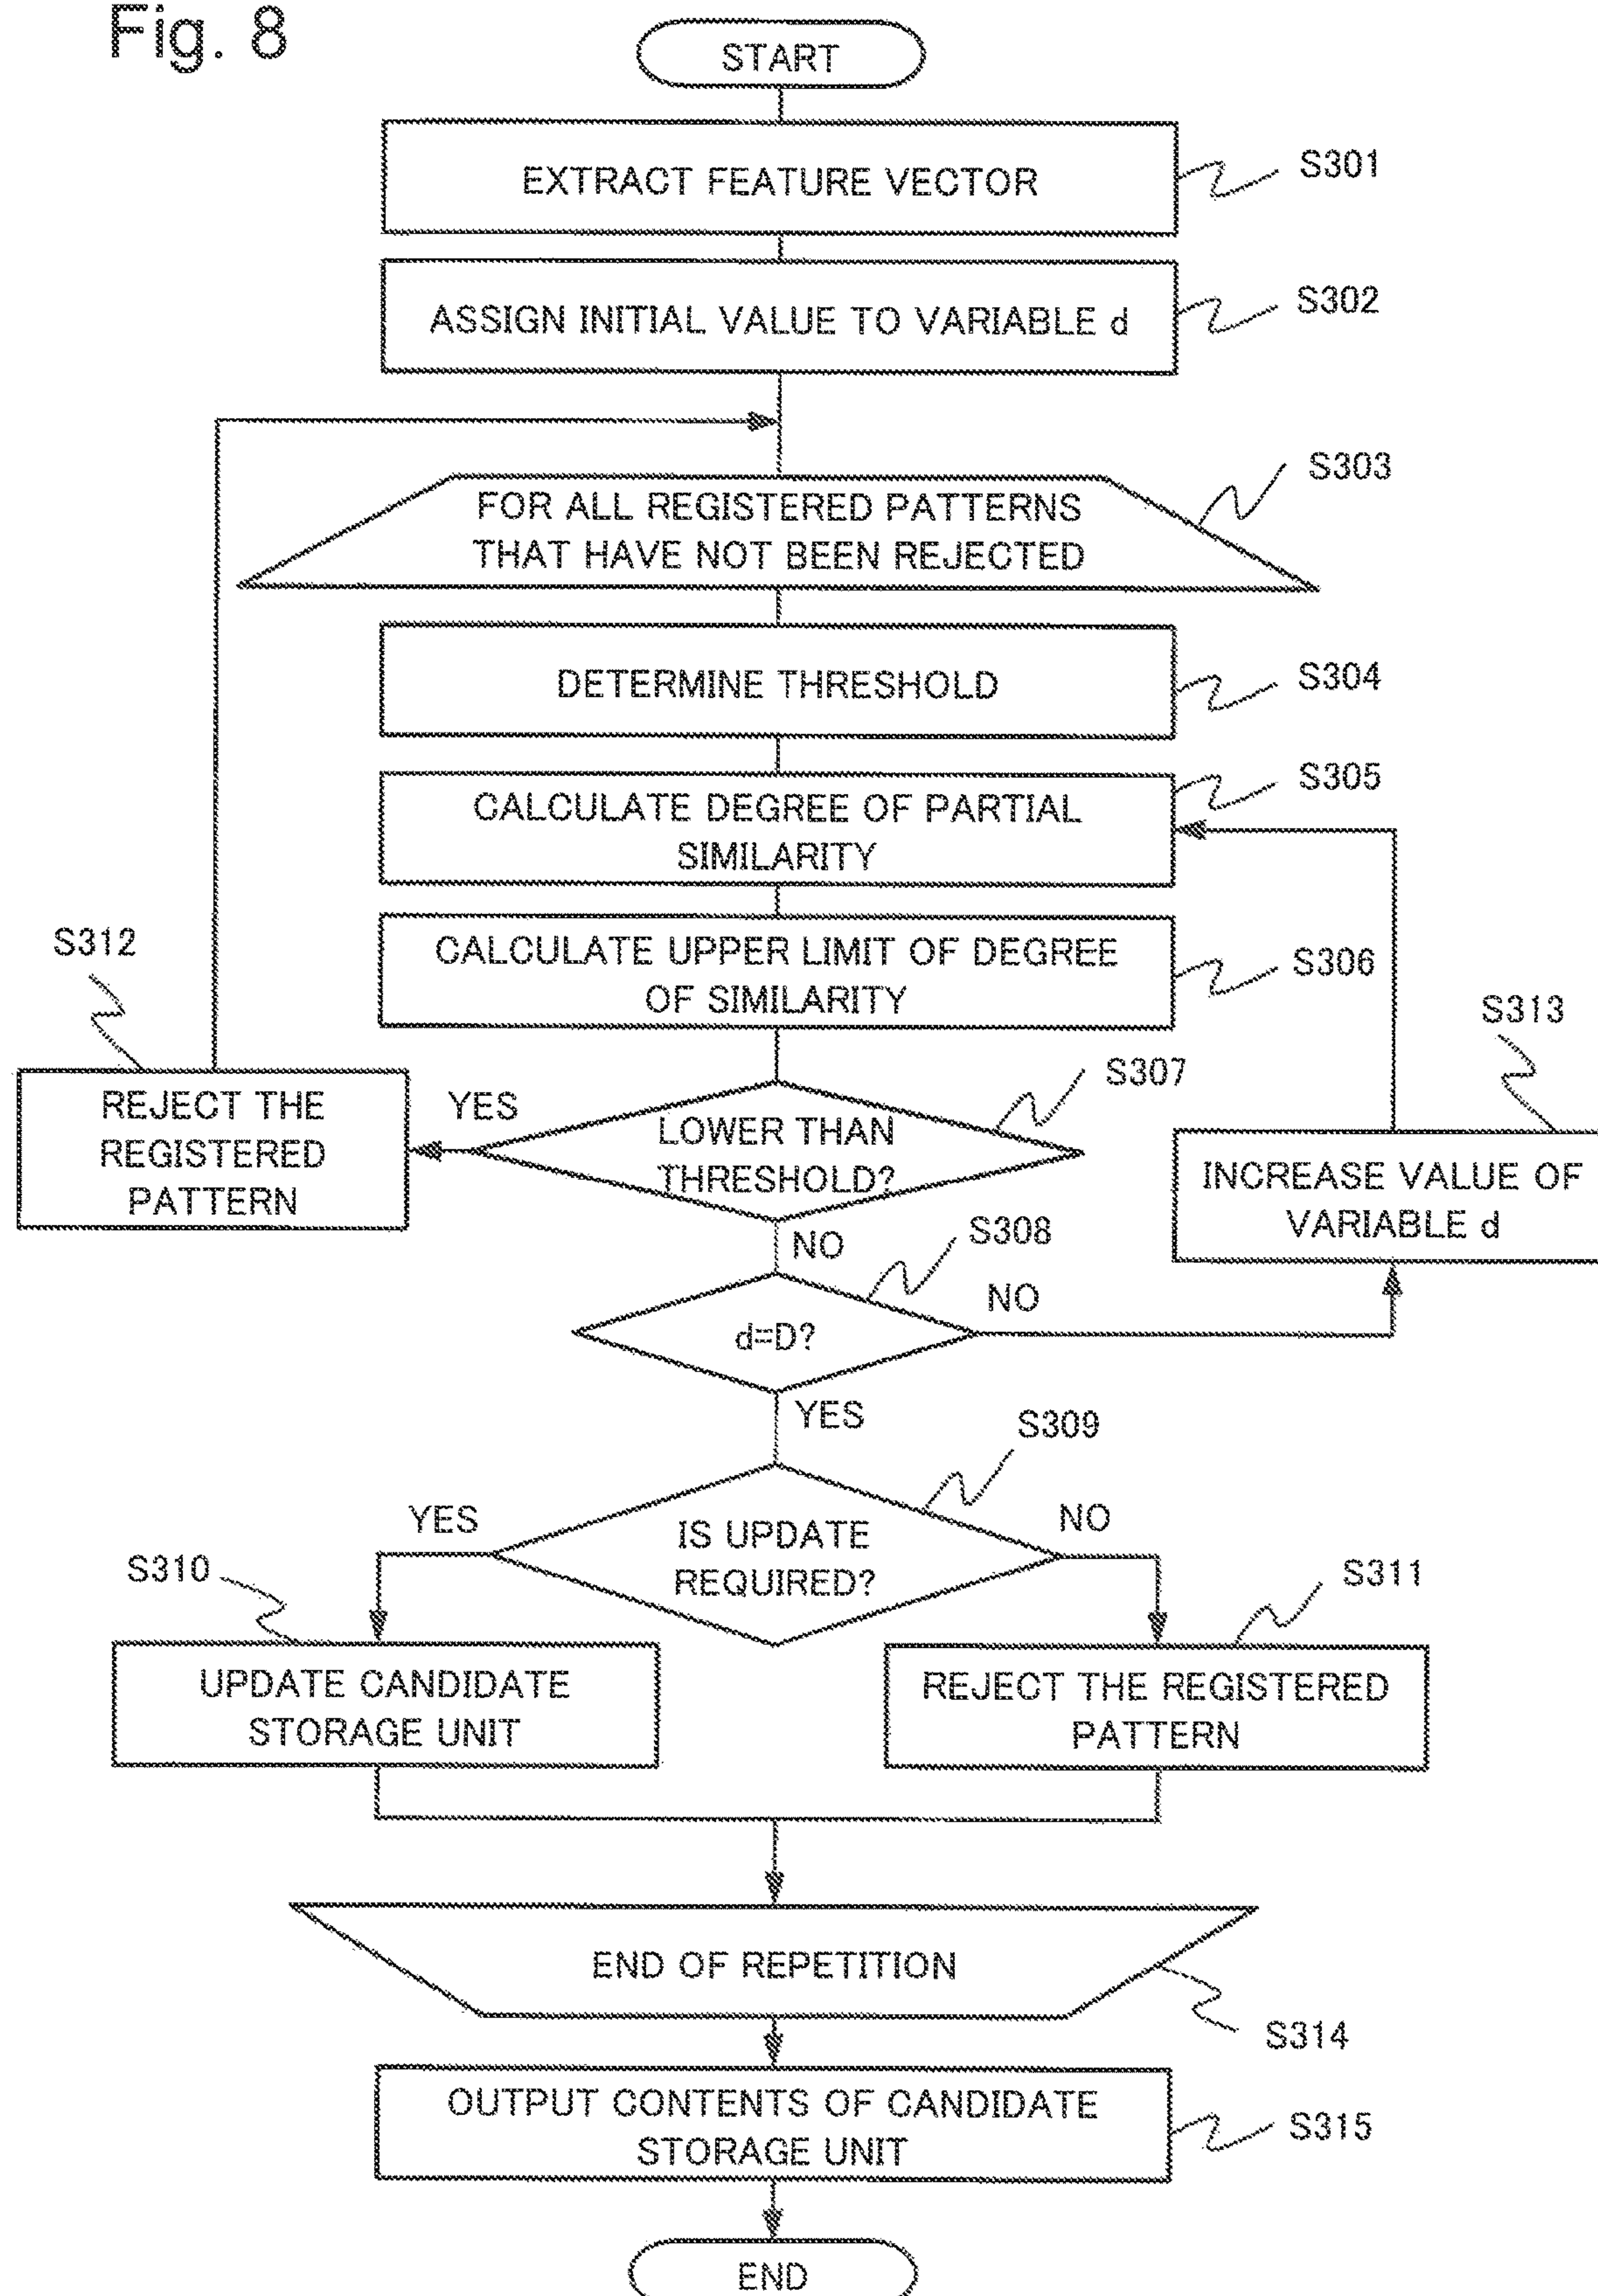 Fig. 8
START
EXTRACT FEATURE VECTOR
S301
ASSIGN INITIAL VALUE TO VARIABLE d
S302
S303
FOR ALL REGISTERED PATTERNS
THAT HAVE NOT BEEN REJECTED
DETERMINE THRESHOLD
S304
S305
CALCULATE DEGREE OF PARTIAL
SIMILARITY
CALCULATE UPPER LIMIT OF DEGREE
OF SIMILARITY
S306
S312
S313
S307
REJECT THE
REGISTERED
PATTERN
YES
LOWER THAN
THRESHOLD?
INCREASE VALUE OF
VARIABLE d
NO
S308
d=D?
NO
YES
S309
YES
IS UPDATE
REQUIRED?
NO
S310
S311
UPDATE CANDIDATE
STORAGE UNIT
REJECT THE REGISTERED
PATTERN
END OF REPETITION
S314
OUTPUT CONTENTS OF CANDIDATE
STORAGE UNIT
S315
END